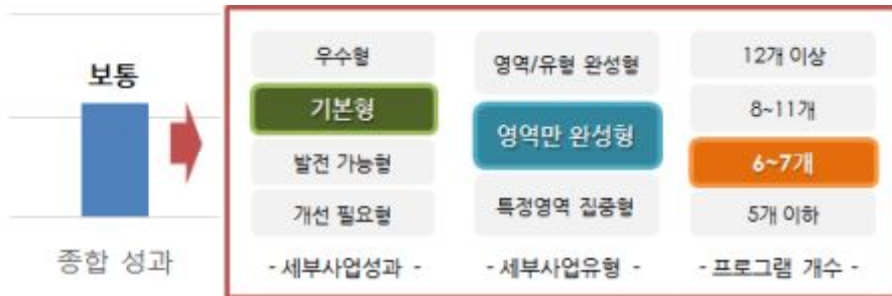 보통
종합 성과
우수형
기본형
발전 가능형
개선 필요형
- 세부사업성과 -
영역/유형 완성형
영역만 완성형
특정영역 집중형
- 세부사업유형 -
12개 이상
8~11개
6~7개
5개 이하
- 프로그램 개수 -